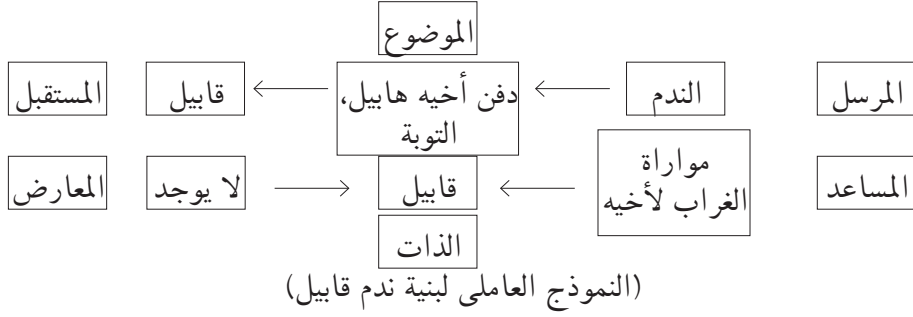 الموضوع
المرسل
الندم
دفن أخيه هابيل،
التوبة
قابيل
المستقبل
المساعد
مواراة
الغراب لأخيه
قابيل
لا يوجد
المعارض
الذات
(النموذج العاملى لبنية ندم قابيل)